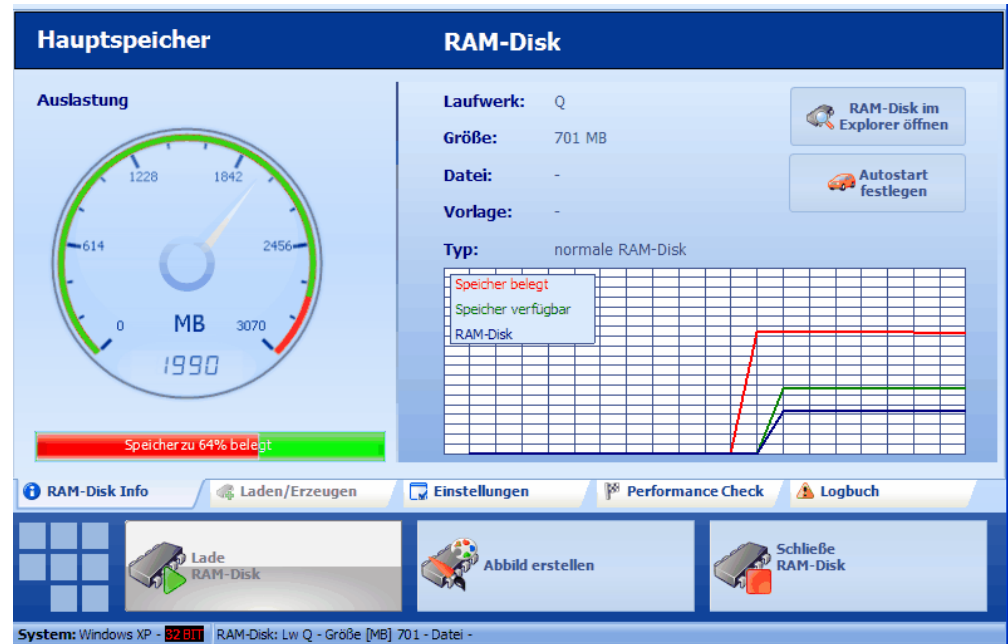 Hauptspeicher
RAM-Disk
Auslastung
1228
1842
614
2456
0
MB
3070
1990
Speicher zu 64% belegt
Laufwerk: Q
Größe: 701 MB
Datei: -
Vorlage: -
Typ: normale RAM-Disk
RAM-Disk im
Explorer öffnen
Autostart
festlegen
Speicher belegt
Speicher verfügbar
RAM-Disk
RAM-Disk Info
Laden/Erzeugen
Einstellungen
Performance Check
Logbuch
Lade
RAM-Disk
Abbild erstellen
Schließe
RAM-Disk
System: Windows XP - 32 BIT RAM-Disk: Lw Q - Größe [MB] 701 - Datei -